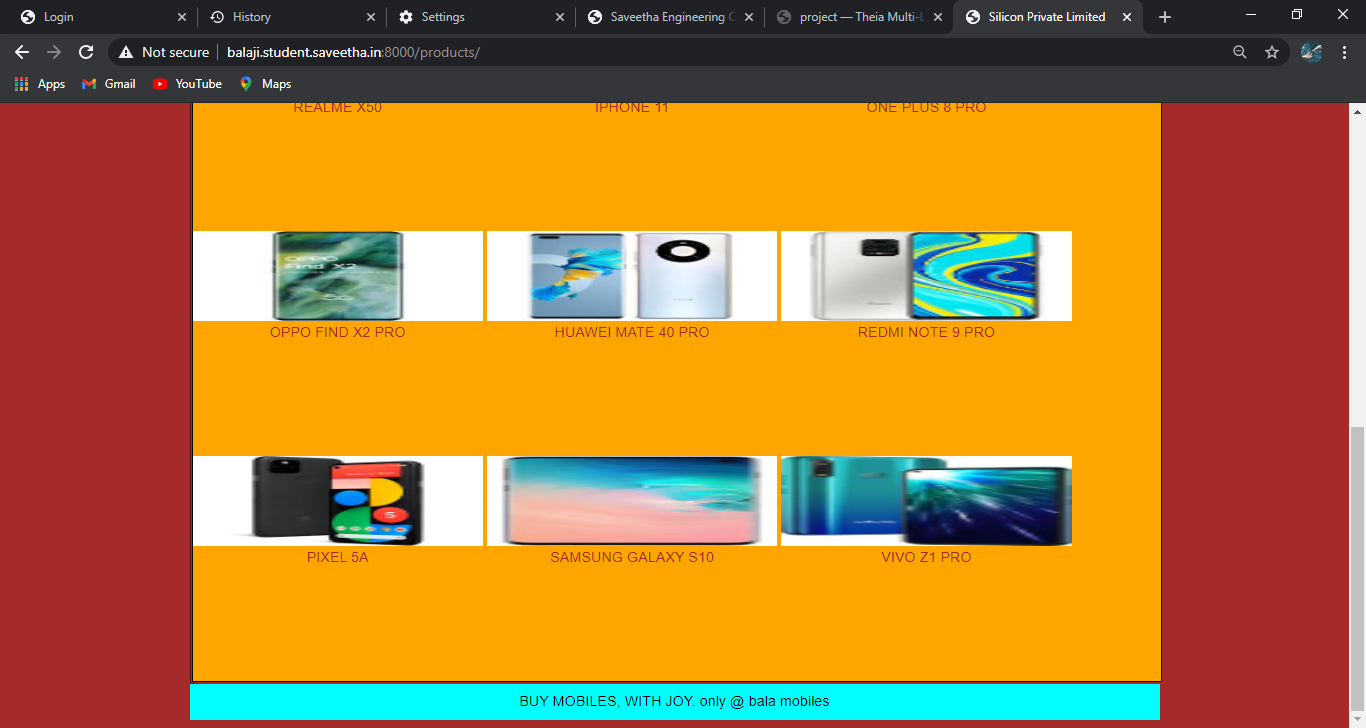 Login
History
Settings
Saveetha Engineering C
project — Theia Multi-L
Silicon Private Limited
Not secure
balaji.student.saveetha.in:8000/products/
Apps
Gmail
YouTube
Maps
REALME X50
IPHONE 11
ONE PLUS 8 PRO
OPPO
Find X2
OPPO FIND X2 PRO
HUAWEI MATE 40 PRO
REDMI NOTE 9 PRO
PIXEL 5A
SAMSUNG GALAXY S10
VIVO Z1 PRO
BUY MOBILES, WITH JOY. only @ bala mobiles